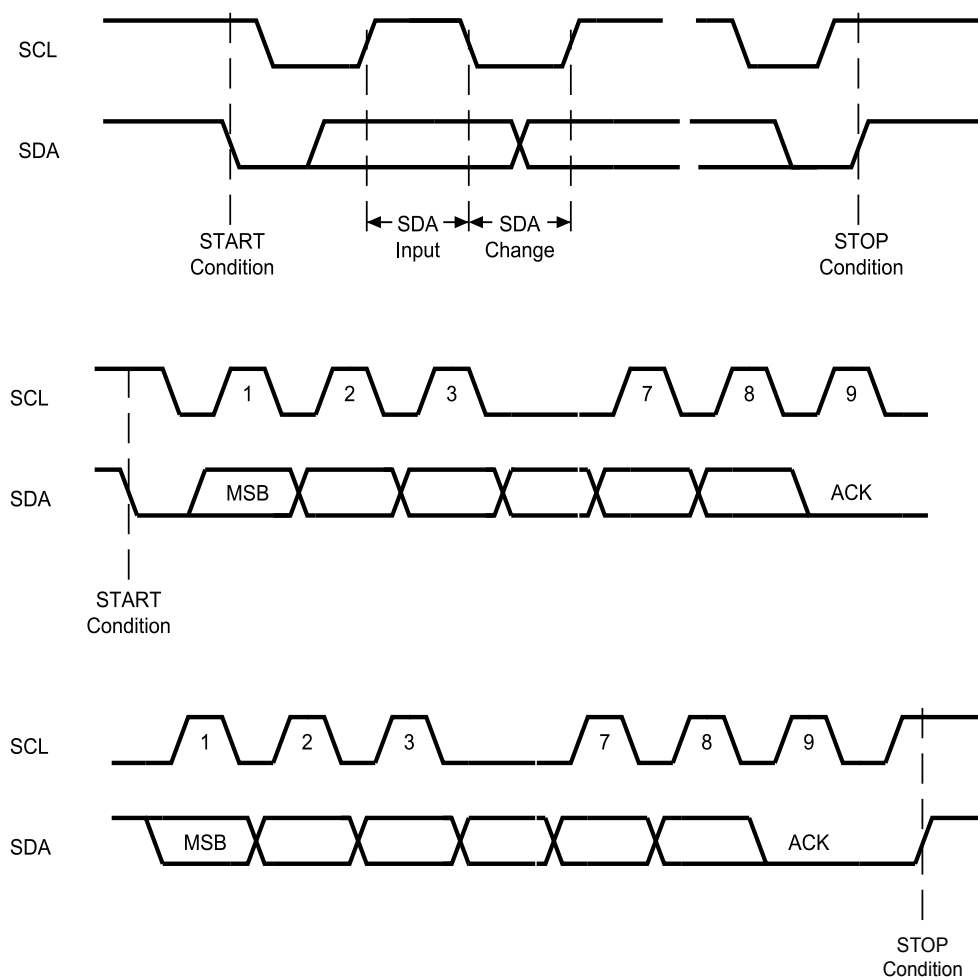 SCL
SDA
SDA SDA
Input Change
START STOP
Condition Condition
SCL 1 2 3 7 8 9
SDA MSB ACK
START
Condition
SCL 1 2 3 7 8 9
SDA MSB ACK
STOP
Condition